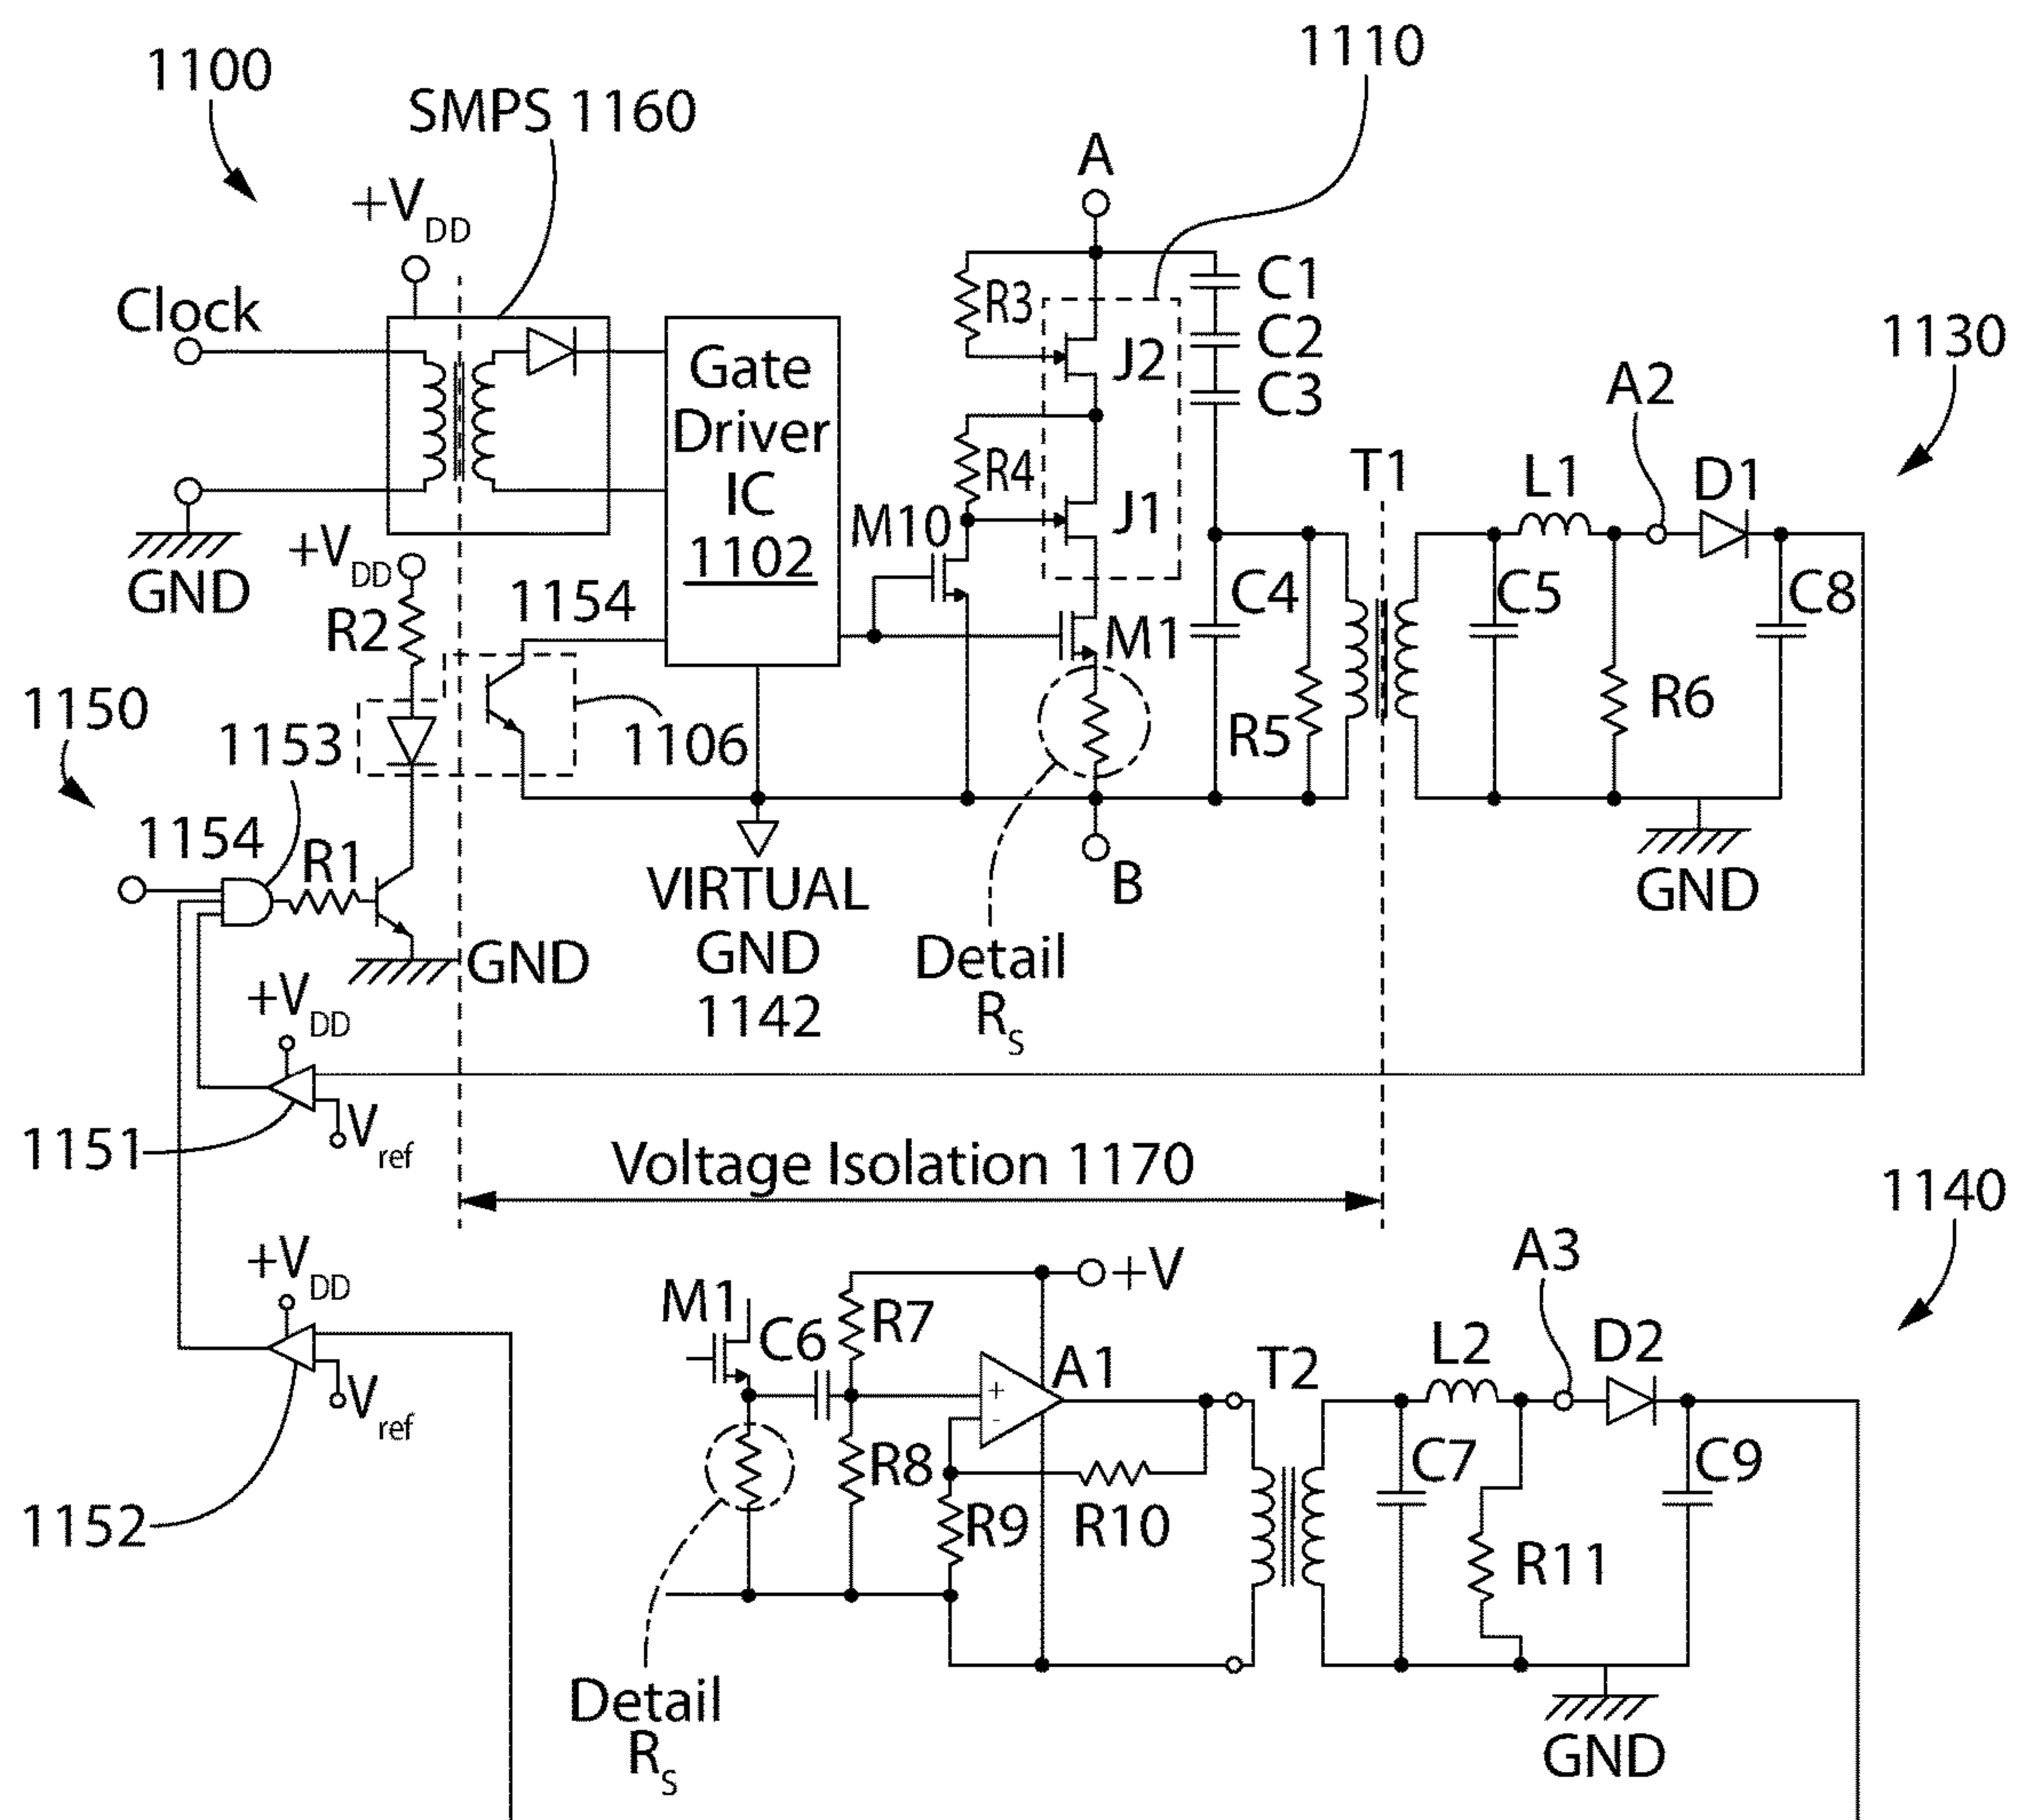 1100
SMPS 1160
1110
+V
DD
A
Clock
Gate
Driver
IC
1102
R3
J2
C1
C2
C3
1130
A2
R4
J1
M10
T1
L1
D1
GND
+V
DD
R2
1154
M1
C4
C5
C8
R5
R6
1150
1153
1106
1154
R1
B
VIRTUAL
GND
1142
GND
GND
Detail
R
S
+V
DD
1151
V
ref
Voltage Isolation 1170
1140
+V
DD
M1
C6
R7
+V
A3
A1
+
-
T2
L2
D2
V
ref
R8
C7
C9
1152
R9
R10
R11
Detail
R
S
GND